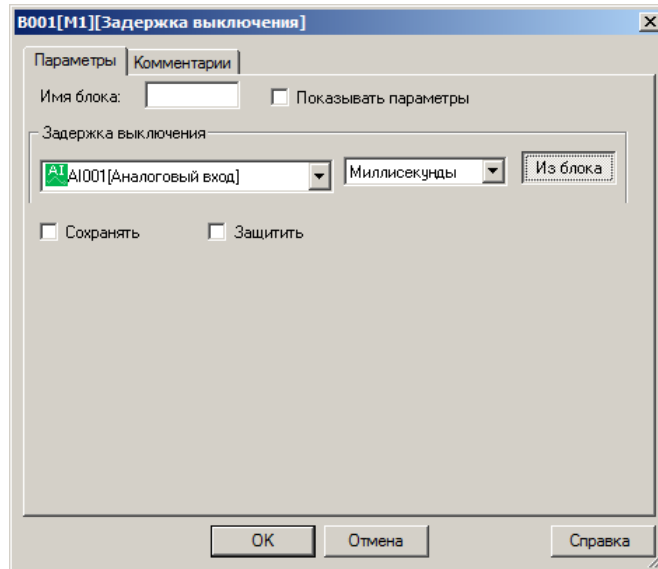 B001[M1][Задержка выключения]
Параметры Комментарии
Имя блока: Показывать параметры
Задержка выключения
AI AI001[Аналоговый вход] Миллисекунды Из блока
Сохранять Защитить
OK Отмена Справка